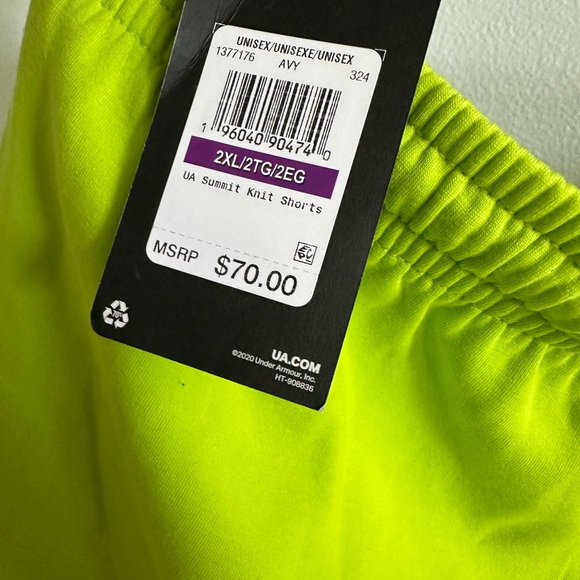 UNISEX/UNISEXE/UNISEX
1377176 AVY 324
1 96040 90474 0
2XL/2TG/2EG
UA Summit Knit Shorts
MSRP $70.00
UA.COM
©2020 Under Armour, Inc.
HT-908836